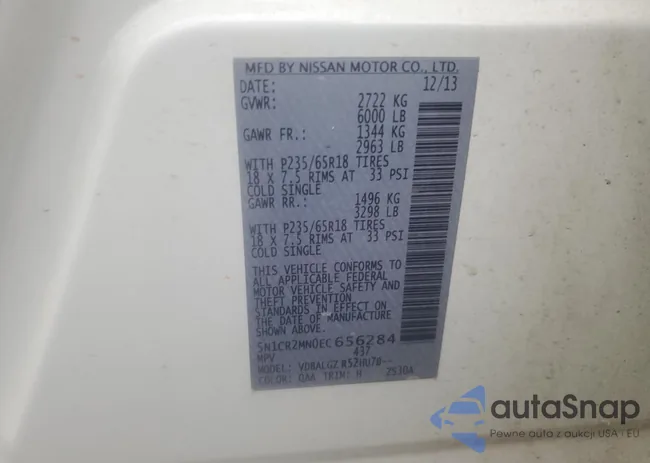 MFD BY NISSAN MOTOR CO., LTD.
DATE: 12/13
GVWR: 2722 KG
6000 LB
GAWR FR.: 1344 KG
2963 LB
WITH P235/65R18 TIRES
18 X 7.5 RIMS AT 33 PSI
COLD SINGLE
GAWR RR.: 1496 KG
3298 LB
WITH P235/65R18 TIRES
18 X 7.5 RIMS AT 33 PSI
COLD SINGLE
THIS VEHICLE CONFORMS TO
ALL APPLICABLE FEDERAL
MOTOR VEHICLE SAFETY AND
THEFT PREVENTION
STANDARDS IN EFFECT ON
THE DATE OF MANUFACTURE
SHOWN ABOVE.
5N1CR2MN0EC656284
MPV 437
MODEL:
COLOR: QAA TRIM: H 2530A
autaSnap
Pewne auto z aukcji USA i EU